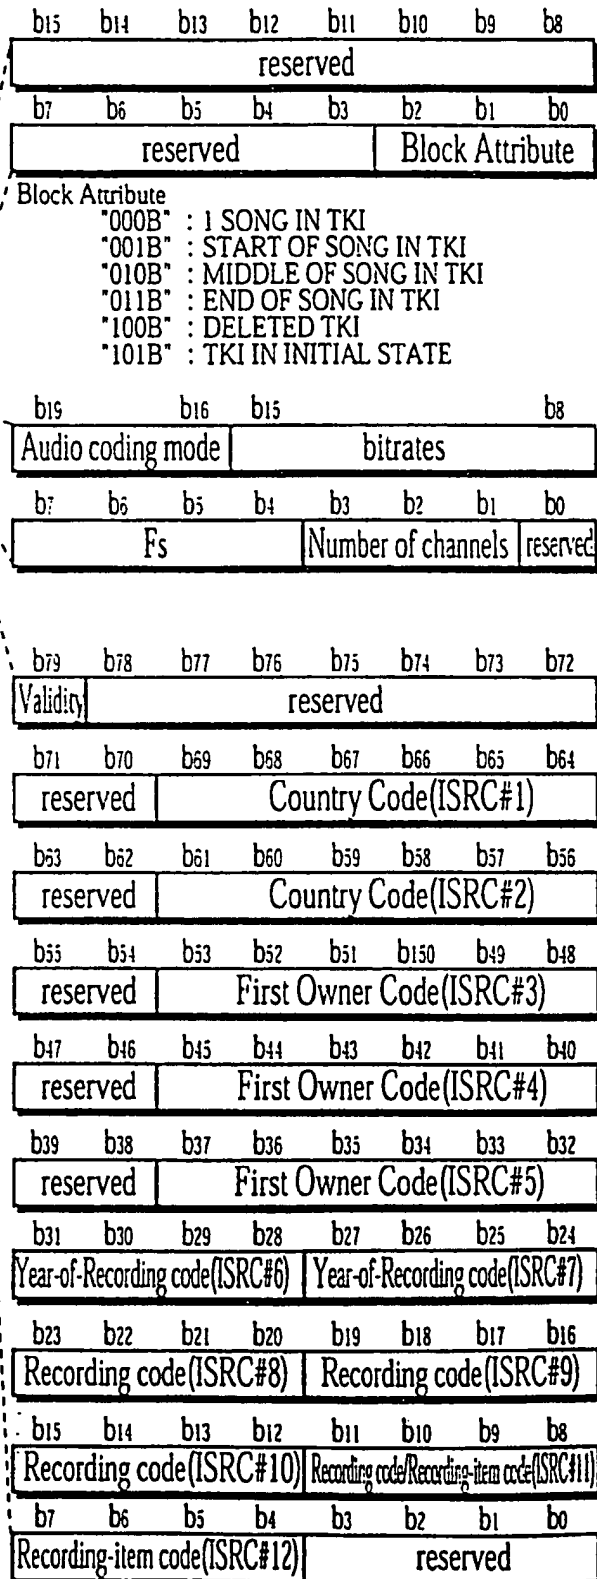 b15 b14 b13 b12 b11 b10 b9 b8
reserved
b7 b6 b5 b4 b3 b2 b1 b0
reserved Block Attribute
Block Attribute
"000B" : 1 SONG IN TKI
"001B" : START OF SONG IN TKI
"010B" : MIDDLE OF SONG IN TKI
"011B" : END OF SONG IN TKI
"100B" : DELETED TKI
"101B" : TKI IN INITIAL STATE
b19 b16 b15 b8
Audio coding mode bitrates
b7 b6 b5 b4 b3 b2 b1 b0
Fs Number of channels reserved
b79 b78 b77 b76 b75 b74 b73 b72
Validity reserved
b71 b70 b69 b68 b67 b66 b65 b64
reserved Country Code(ISRC#1)
b63 b62 b61 b60 b59 b58 b57 b56
reserved Country Code(ISRC#2)
b55 b54 b53 b52 b51 b150 b49 b48
reserved First Owner Code(ISRC#3)
b47 b46 b45 b44 b43 b42 b41 b40
reserved First Owner Code(ISRC#4)
b39 b38 b37 b36 b35 b34 b33 b32
reserved First Owner Code(ISRC#5)
b31 b30 b29 b28 b27 b26 b25 b24
Year-of-Recording code(ISRC#6) Year-of-Recording code(ISRC#7)
b23 b22 b21 b20 b19 b18 b17 b16
Recording code(ISRC#8) Recording code(ISRC#9)
b15 b14 b13 b12 b11 b10 b9 b8
Recording code(ISRC#10) Recording code/Recording-item code(ISRC#11)
b7 b6 b5 b4 b3 b2 b1 b0
Recording-item code(ISRC#12) reserved